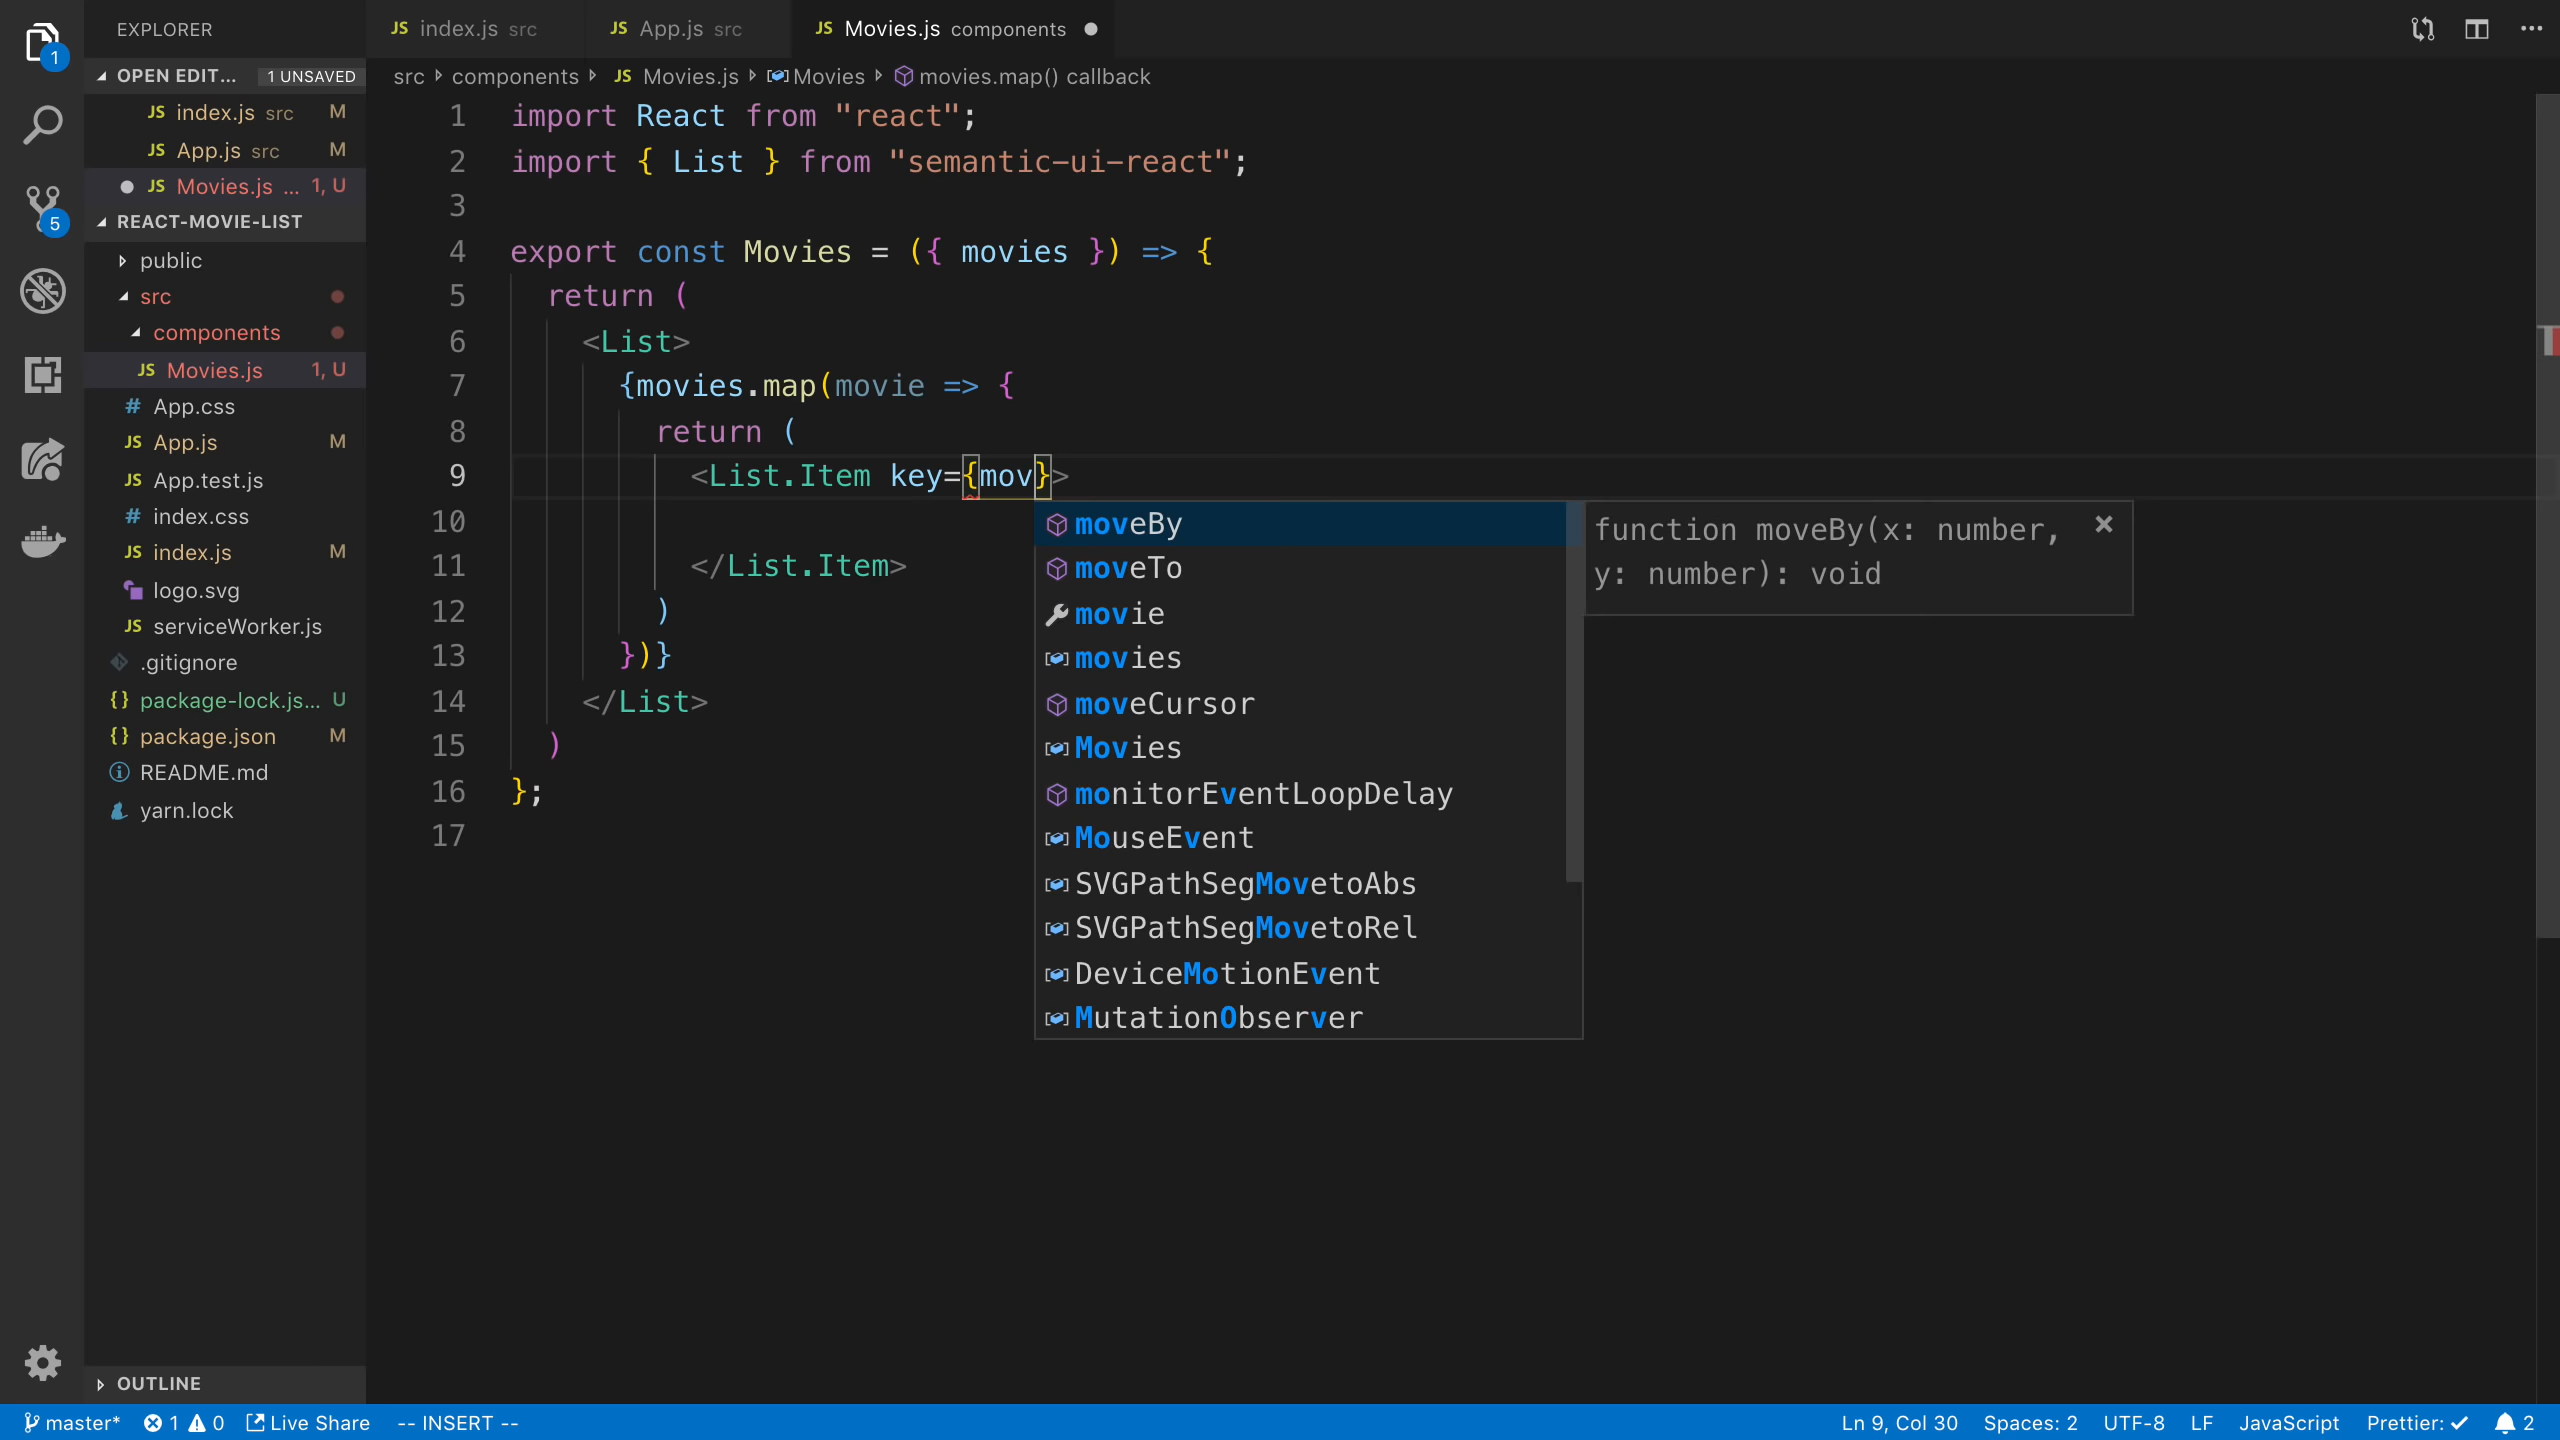 EXPLORER
JS index.js src
JS App.js src
JS Movies.js components
1
OPEN EDIT... 1 UNSAVED
JS index.js src M
JS App.js src M
JS Movies.js ... 1, U
5
REACT-MOVIE-LIST
public
src
components
JS Movies.js 1, U
# App.css
JS App.js M
JS App.test.js
# index.css
JS index.js M
logo.svg
JS serviceWorker.js
.gitignore
{} package-lock.js... U
{} package.json M
README.md
yarn.lock
OUTLINE
src components JS Movies.js Movies movies.map() callback
1 import React from "react";
2 import { List } from "semantic-ui-react";
3
4 export const Movies = ({ movies }) => {
5 return (
6 <List>
7 {movies.map(movie => {
8 return (
9 <List.Item key={mov}>
10
11 </List.Item>
12 )
13 })}
14 </List>
15 )
16 };
17
moveBy
moveTo
movie
movies
moveCursor
Movies
monitorEventLoopDelay
MouseEvent
SVGPathSegMovetoAbs
SVGPathSegMovetoRel
DeviceMotionEvent
MutationObserver
function moveBy(x: number,
y: number): void
master* 1 0 Live Share -- INSERT -- Ln 9, Col 30 Spaces: 2 UTF-8 LF JavaScript Prettier: 2